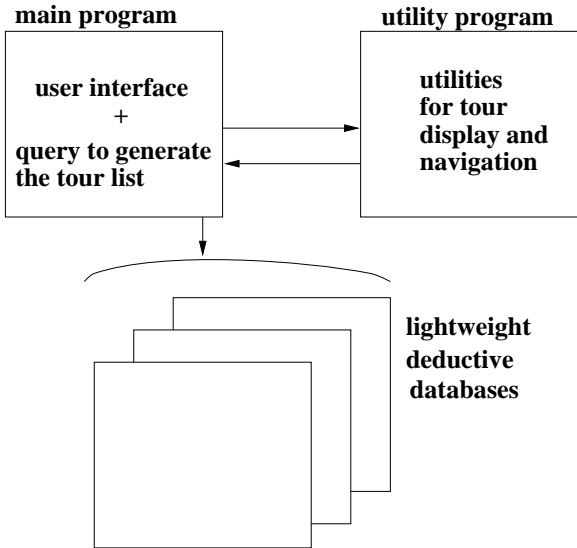 main program
user interface
+
query to generate
the tour list
utility program
utilities
for tour
display and
navigation
lightweight
deductive
databases